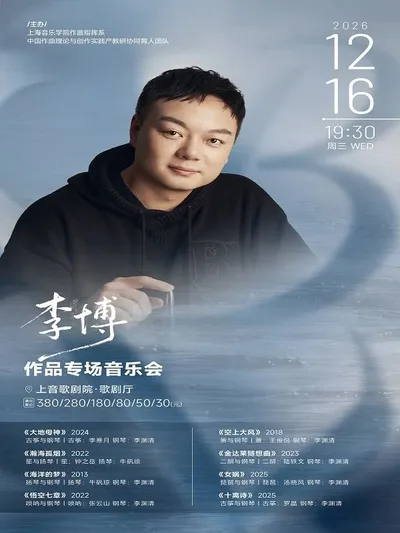 /主办/
上海音乐学院作曲指挥系
中国作曲理论与创作实践产教研协同育人团队
2026
12
16
19:30
周三 WED
李博
作品专场音乐会
上音歌剧院·歌剧厅
380/280/180/80/50/30(元)
《大地母神》 2024
古筝与钢琴 | 古筝：李寒月 钢琴：李渊清
《瀚海孤烟》 2022
笙与扬琴 | 笙：钟之岳 扬琴：牛矾琼
《海洋的梦》 2013
扬琴与钢琴 | 扬琴：牛矾琼 钢琴：李渊清
《悟空七章》 2022
唢呐与钢琴 | 唢呐：张云山 钢琴：李渊清
《空上大风》 2018
箫与钢琴 | 箫：王俊侃 钢琴：李渊清
《金达莱随想曲》 2023
二胡与钢琴 | 二胡：陆轶文 钢琴：李渊清
《女娲》 2025
琵琶与钢琴 | 琵琶：汤晓风 钢琴：李渊清
《十离诗》 2025
古筝与钢琴 | 古筝：罗晶 钢琴：李渊清